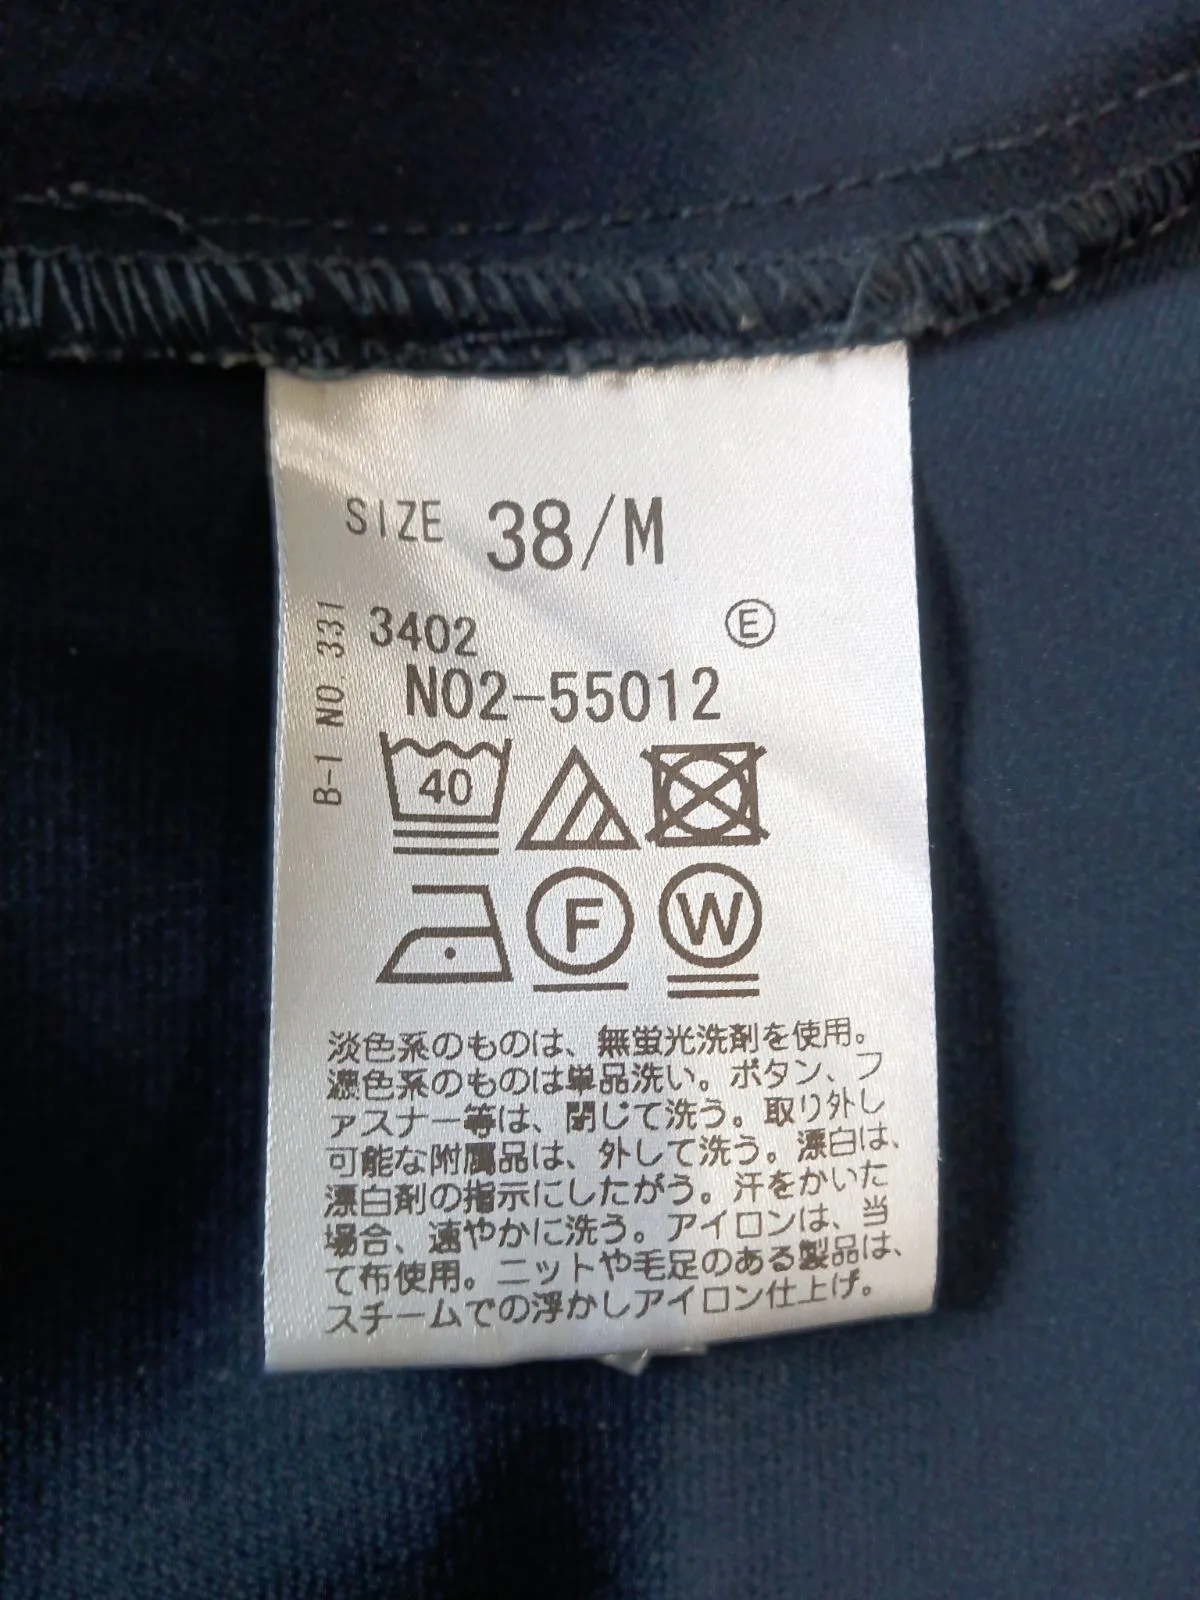 SIZE 38/M
B-1 NO.331
3402
Ⓔ
N02-55012
40
F
W
淡色系のものは、無蛍光洗剤を使用。
濃色系のものは単品洗い。ボタン、フ
ァスナー等は、閉じて洗う。取り外し
可能な附属品は、外して洗う。漂白は、
漂白剤の指示にしたがう。汗をかいた
場合、速やかに洗う。アイロンは、当
て布使用。ニットや毛足のある製品は、
スチームでの浮かしアイロン仕上げ。